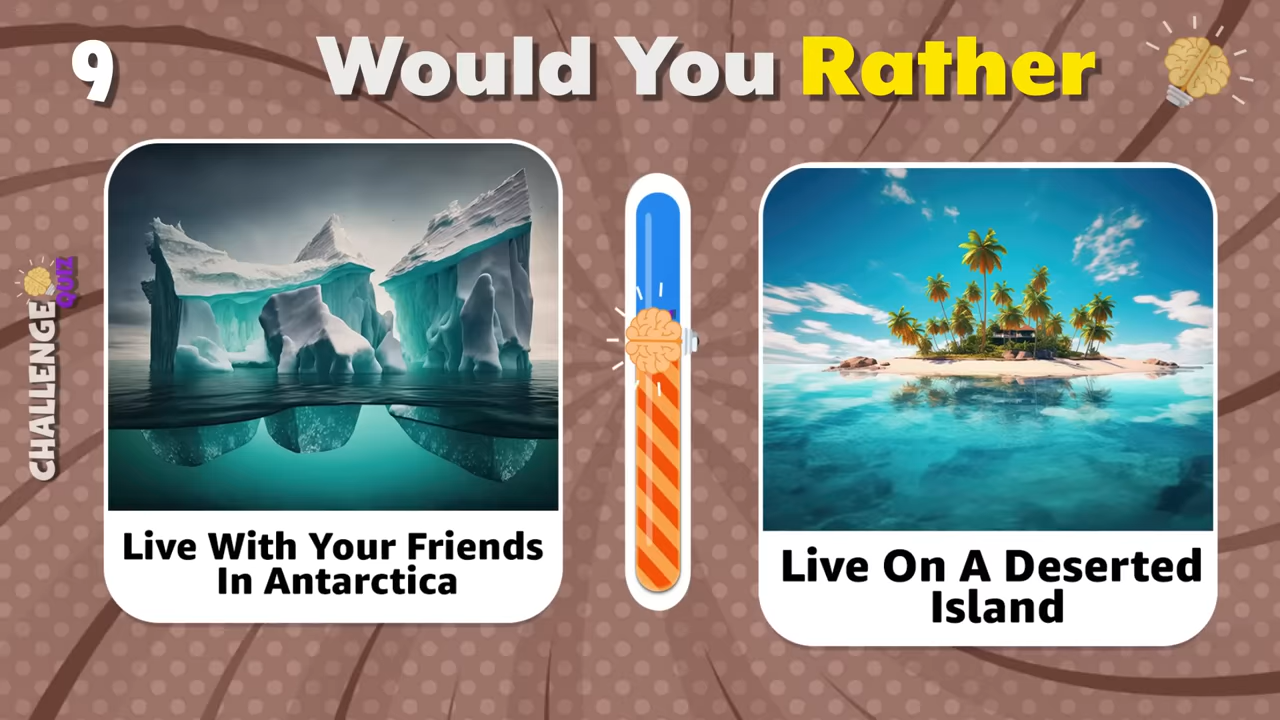 9
Would You Rather
CHALLENGE
QUIZ
Live With Your Friends
In Antarctica
Live On A Deserted
Island